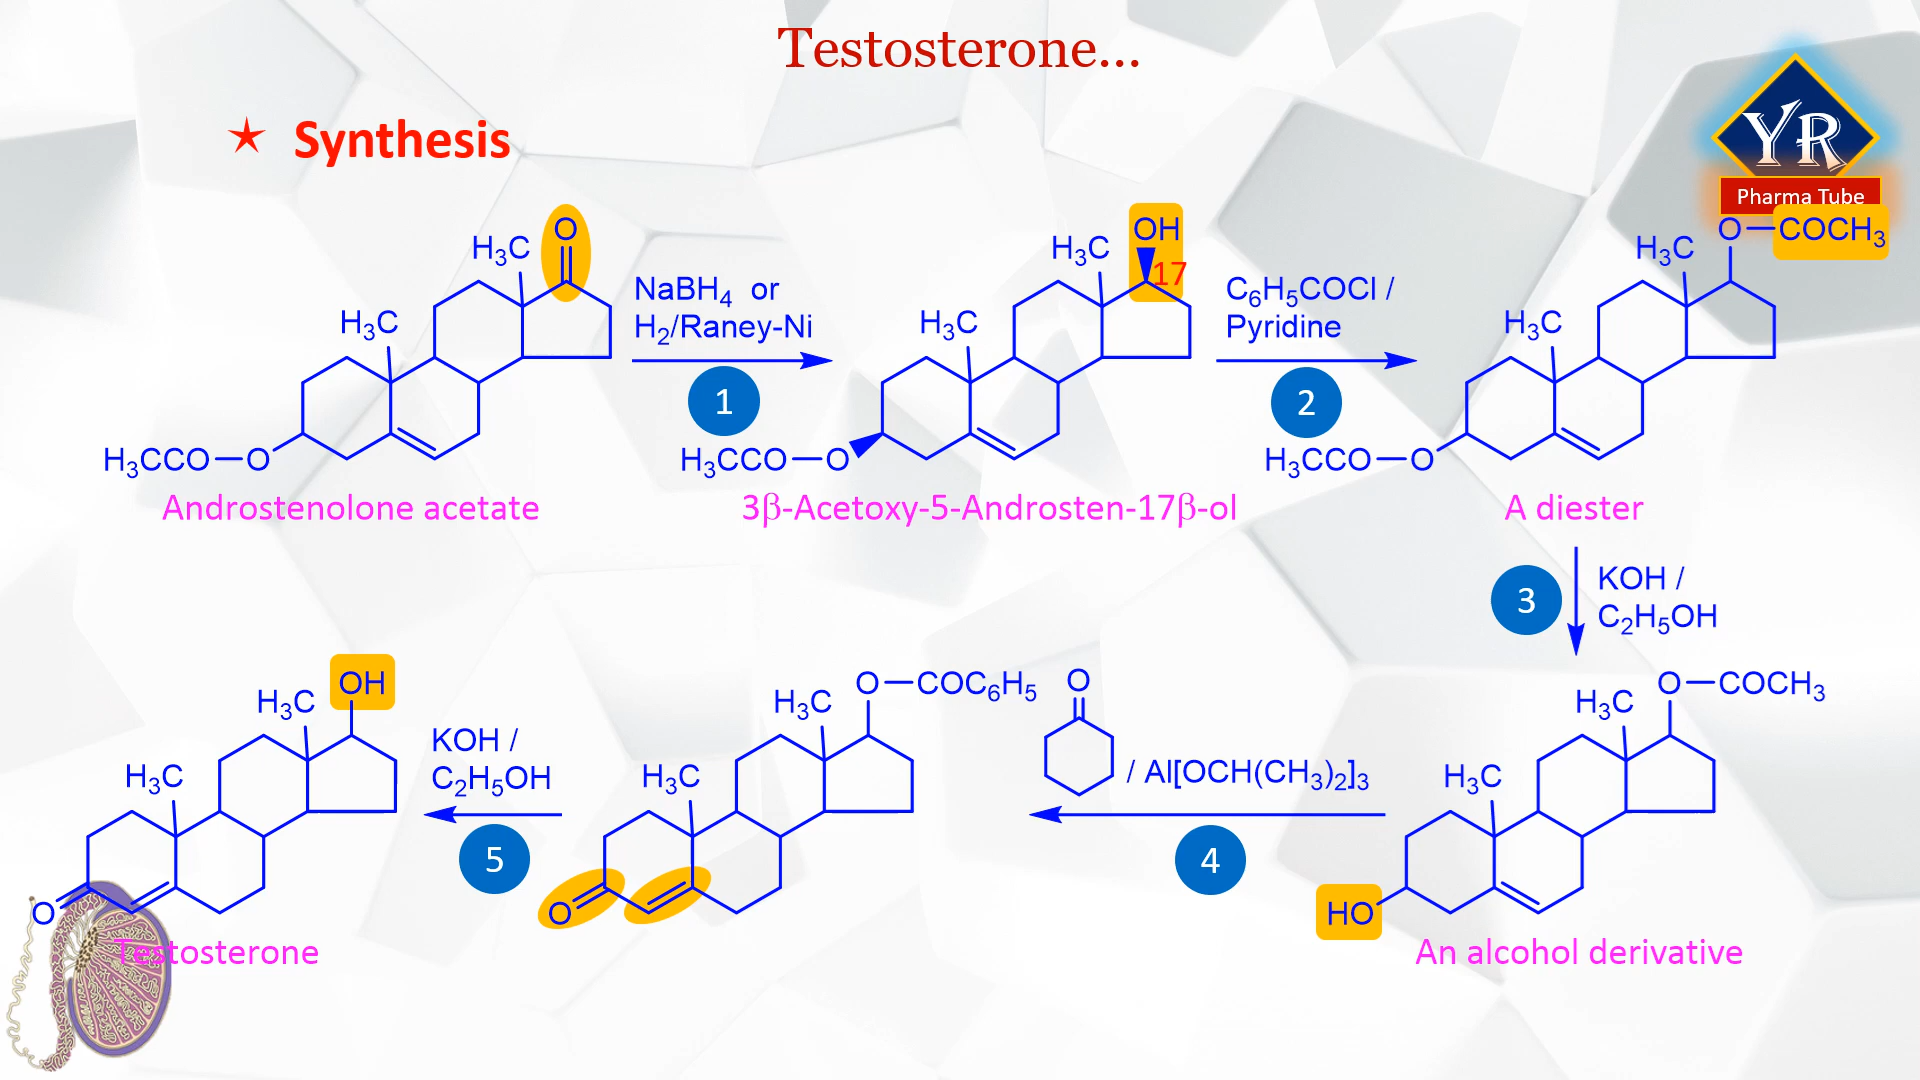 Testosterone...
★ Synthesis
YR
Pharma Tube
H₃C
O
H₃C
H₃CCO—O
Androstenolone acetate
NaBH₄ or
H₂/Raney-Ni
1
H₃C
OH
17
H₃C
H₃CCO—O
3β-Acetoxy-5-Androsten-17β-ol
C₆H₅COCl /
Pyridine
2
H₃C
O—COCH₃
H₃C
H₃CCO—O
A diester
3
KOH /
C₂H₅OH
H₃C
O—COCH₃
H₃C
HO
An alcohol derivative
O
/ Al[OCH(CH₃)₂]₃
4
H₃C
O—COC₆H₅
H₃C
O
KOH /
C₂H₅OH
5
H₃C
OH
H₃C
O
Testosterone